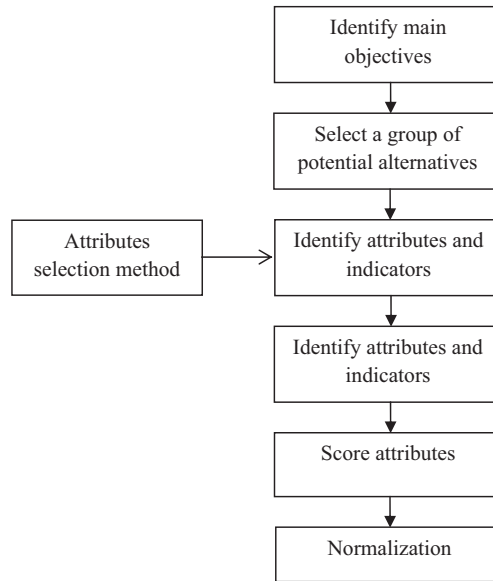 Identify main
objectives
Select a group of
potential alternatives
Attributes
selection method
Identify attributes and
indicators
Identify attributes and
indicators
Score attributes
Normalization